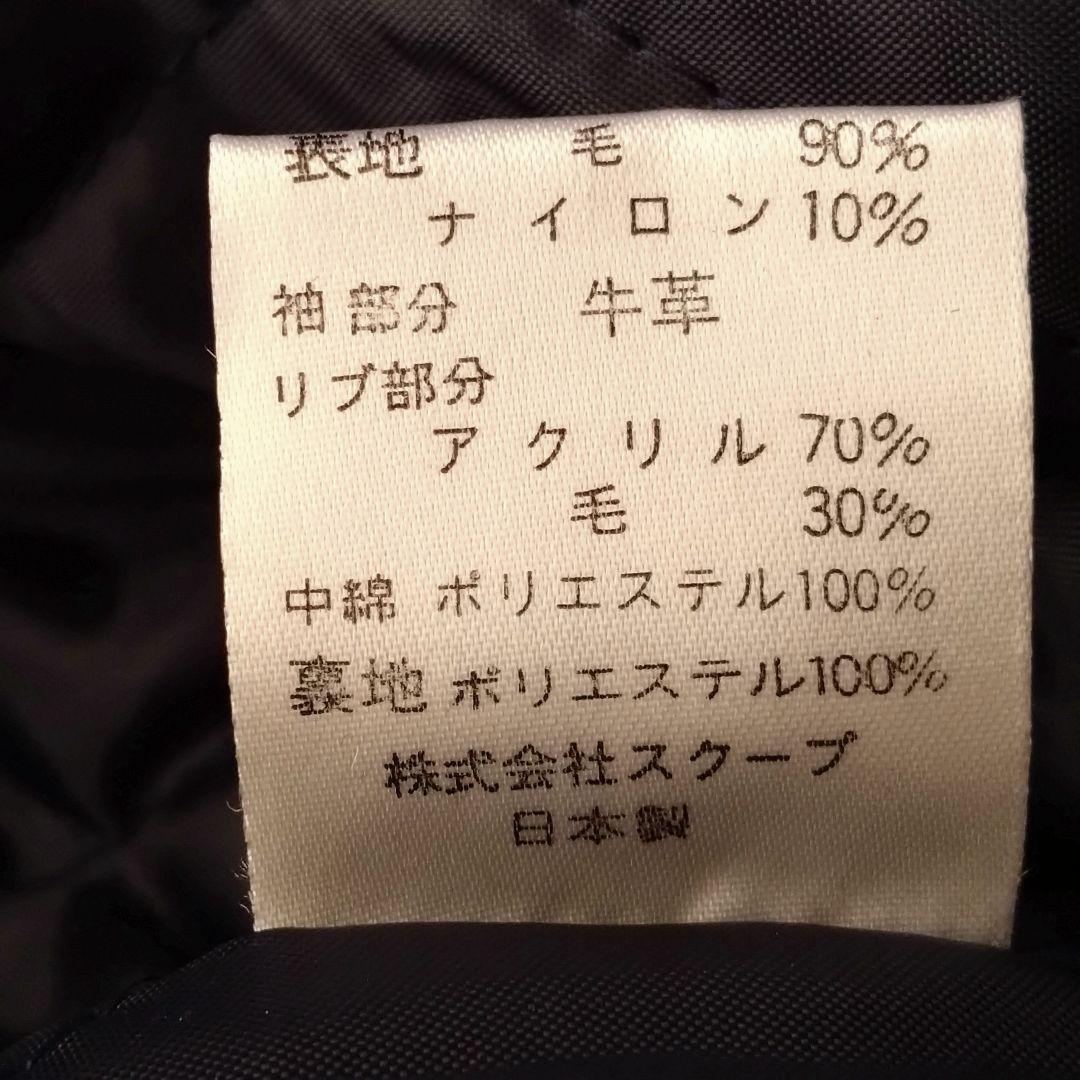 表地 毛 90%
ナイロン 10%
袖部分 牛革
リブ部分
アクリル 70%
毛 30%
中綿 ポリエステル100%
裏地 ポリエステル100%
株式会社スクープ
日本製